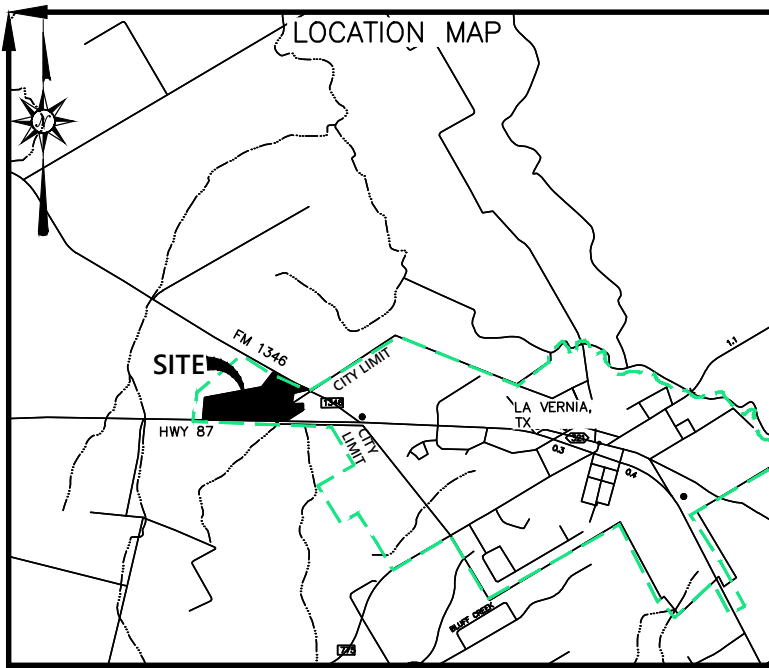 LOCATION MAP
N
1.1
FM 1346
SITE
CITY LIMIT
1346
HWY 87
CITY
LIMIT
LA VERNIA,
TX
0.3
0.4
BLUFF CREEK
775